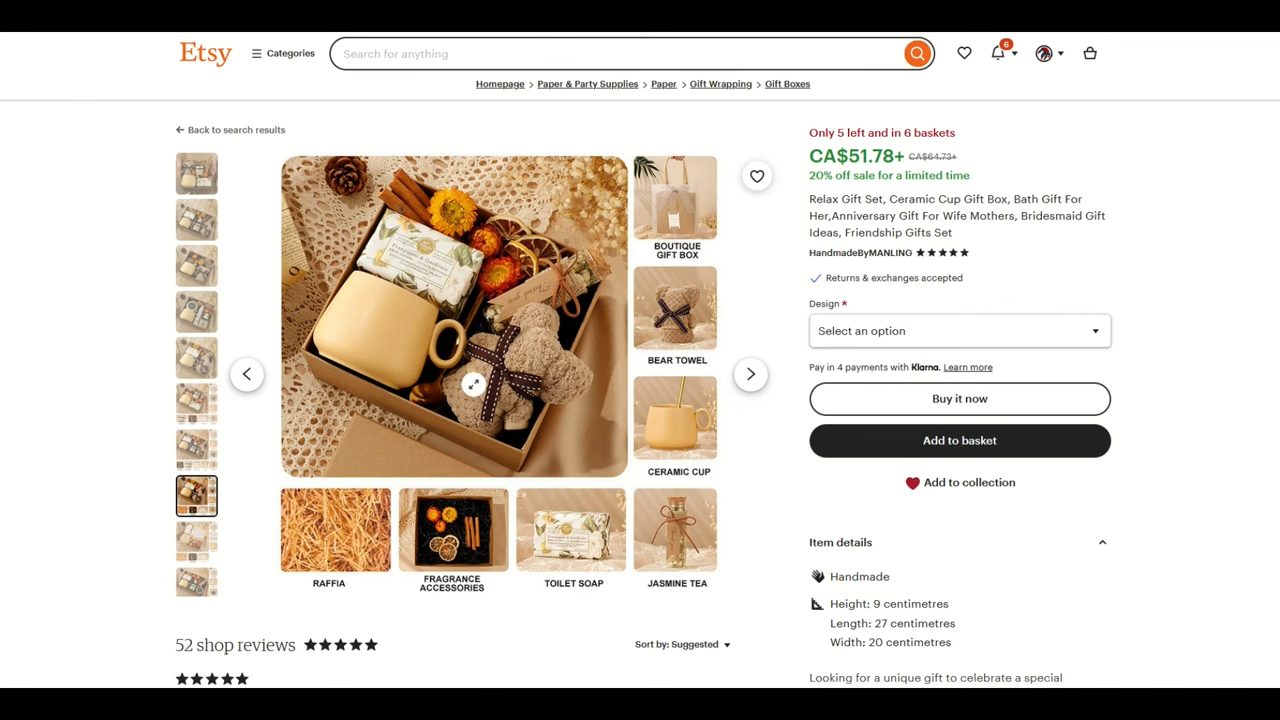 Etsy
Categories
Search for anything
6
Homepage > Paper & Party Supplies > Paper > Gift Wrapping > Gift Boxes
Back to search results
Only 5 left and in 6 baskets
CA$51.78+ CA$64.73+
20% off sale for a limited time
Relax Gift Set, Ceramic Cup Gift Box, Bath Gift For
Her,Anniversary Gift For Wife Mothers, Bridesmaid Gift
Ideas, Friendship Gifts Set
HandmadeByMANLING
Returns & exchanges accepted
Design *
Select an option
Pay in 4 payments with Klarna. Learn more
Buy it now
Add to basket
Add to collection
Item details
Handmade
Height: 9 centimetres
Length: 27 centimetres
Width: 20 centimetres
Looking for a unique gift to celebrate a special
Thank you
BOUTIQUE
GIFT BOX
BEAR TOWEL
CERAMIC CUP
RAFFIA
FRAGRANCE
ACCESSORIES
TOILET SOAP
JASMINE TEA
52 shop reviews
Sort by: Suggested